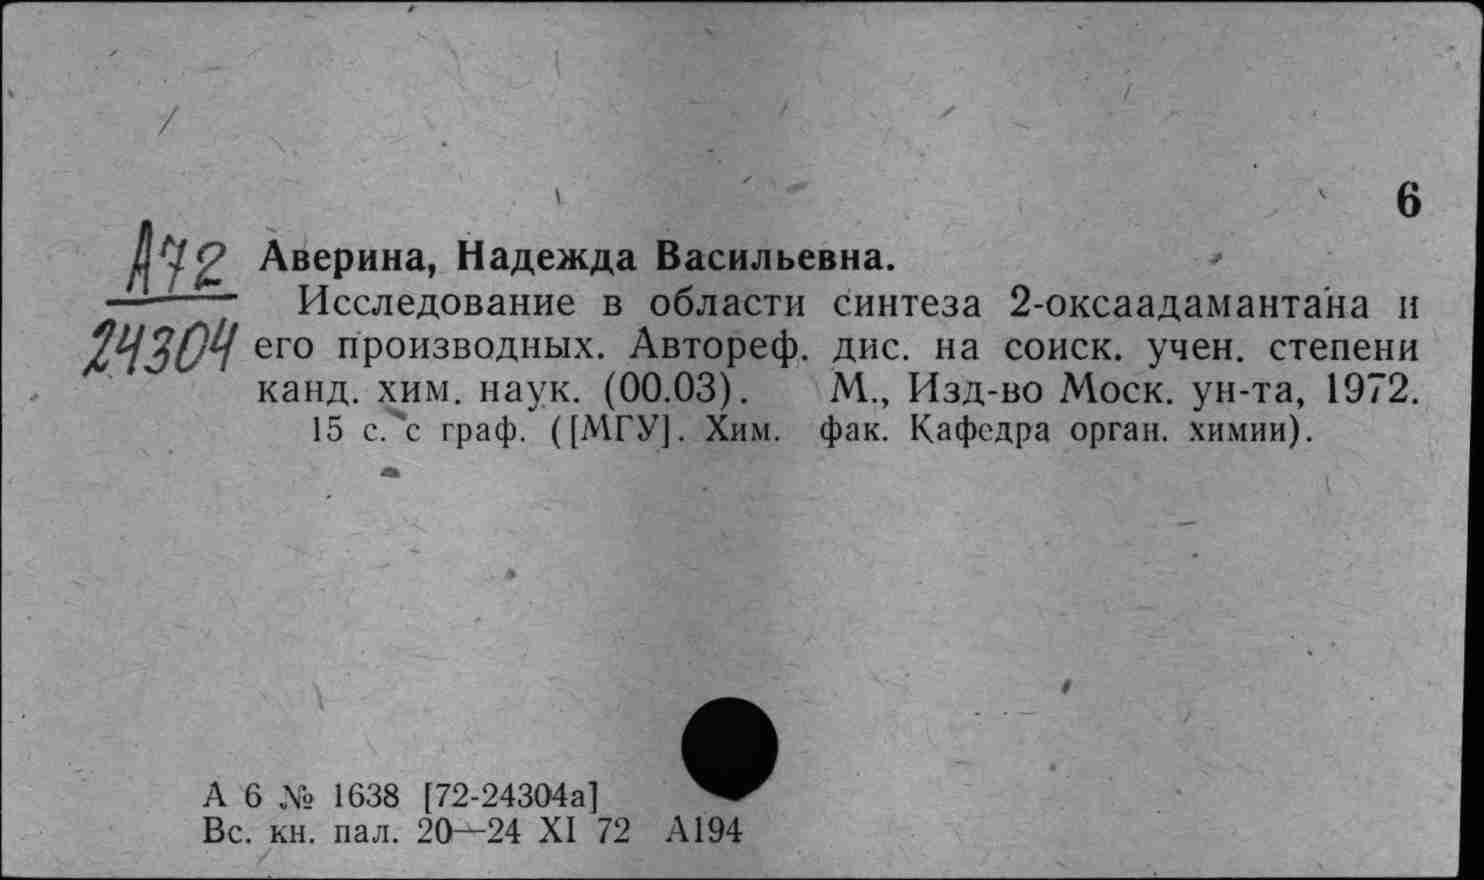 6
А72
24304
Аверина, Надежда Васильевна.
Исследование в области синтеза 2-оксаадамантана и
его производных. Автореф. дис. на соиск. учен. степени
канд. хим. наук. (00.03). М., Изд-во Моск. ун-та, 1972.
15 с. с граф. ([МГУ]. Хим. фак. Кафедра орган. химии).
А 6 № 1638 [72-24304а]
Вс. кн. пал. 20—24 XI 72 А194